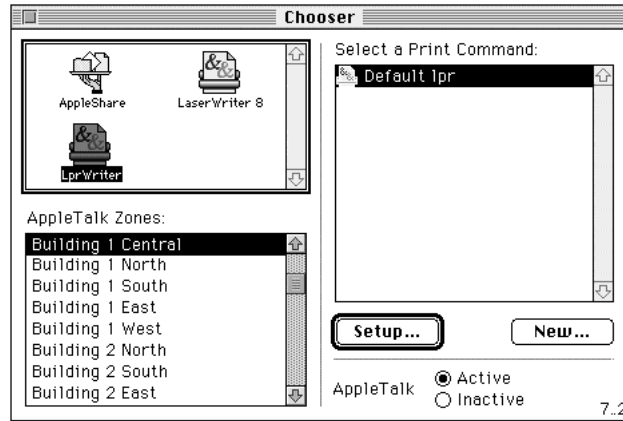 Chooser
AppleShare
LaserWriter 8
LprWriter
Select a Print Command:
Default lpr
AppleTalk Zones:
Building 1 Central
Building 1 North
Building 1 South
Building 1 East
Building 1 West
Building 2 North
Building 2 South
Building 2 East
Setup...
New...
AppleTalk
Active
Inactive
7.2